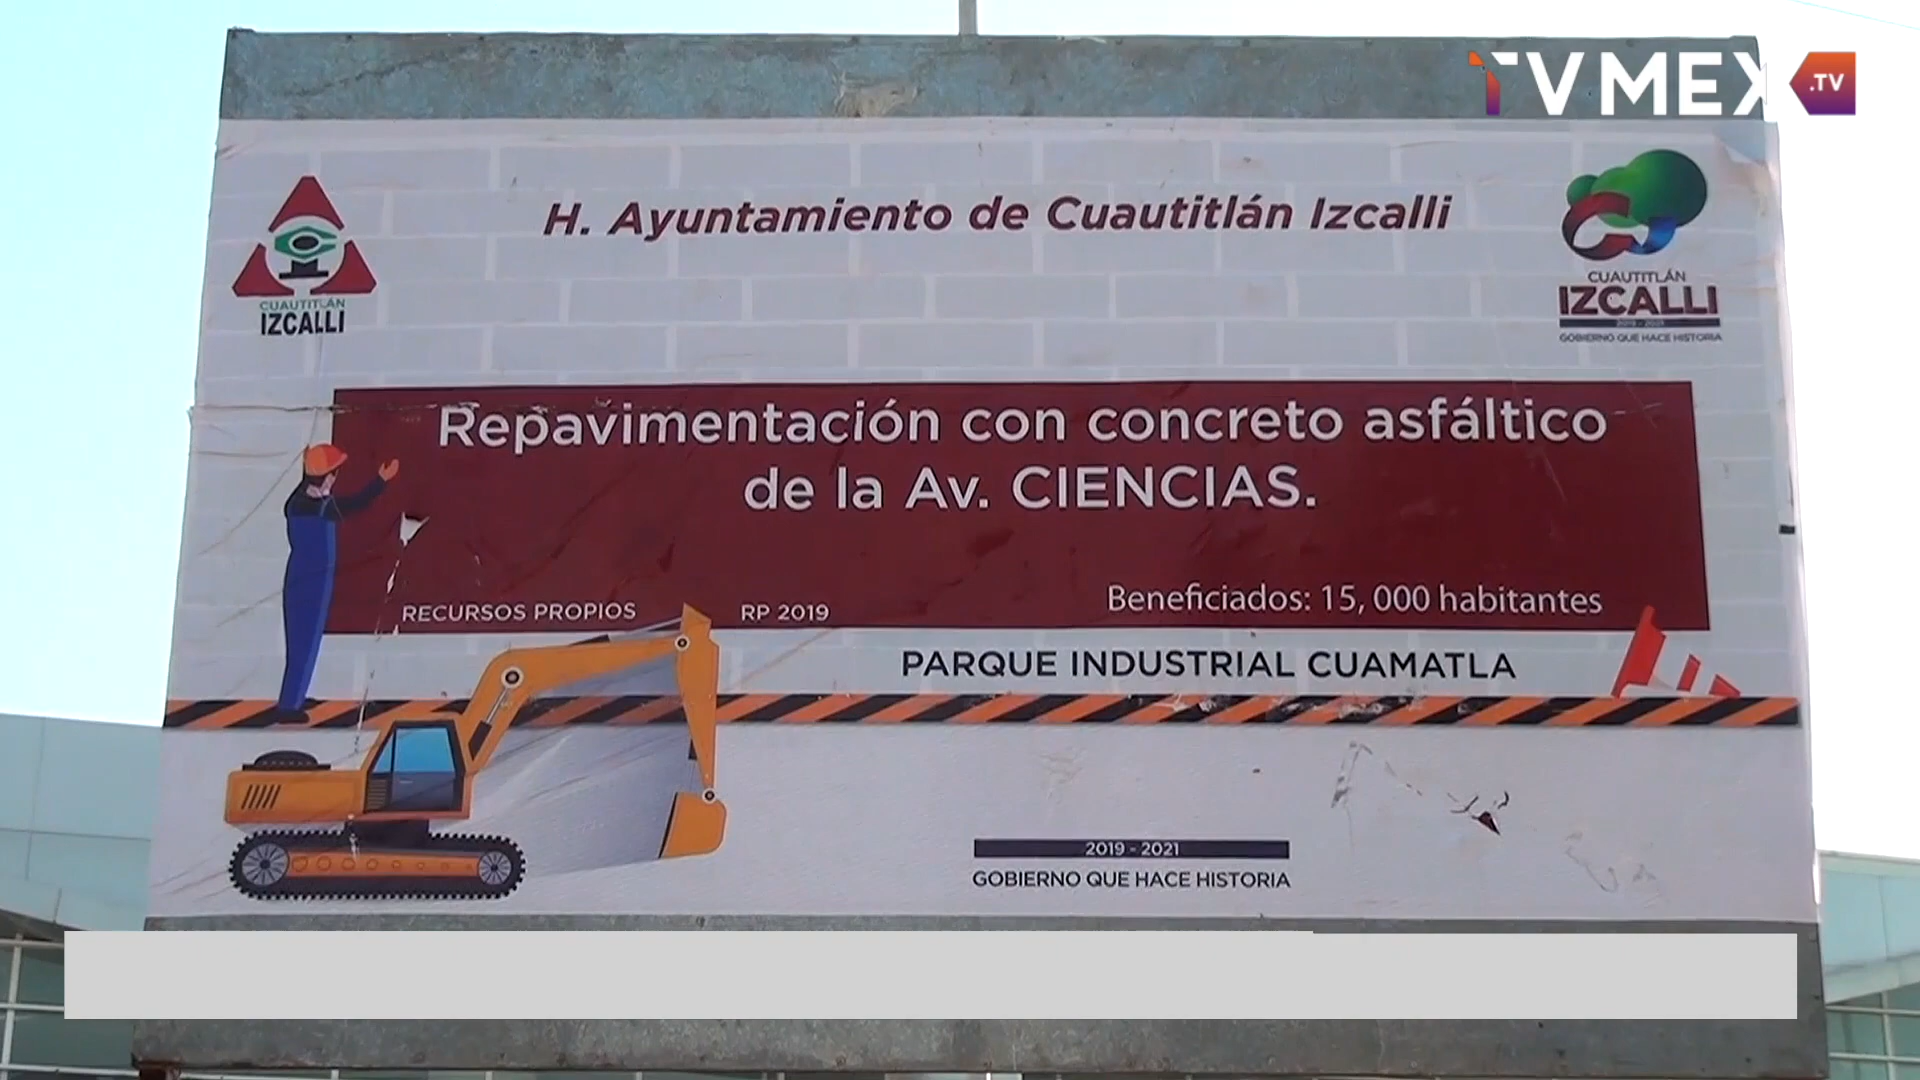 TVMEX .TV
H. Ayuntamiento de Cuautitlán Izcalli
CUAUTITLÁN
IZCALLI
CUAUTITLÁN
IZCALLI
2019 - 2021
GOBIERNO QUE HACE HISTORIA
Repavimentación con concreto asfáltico
de la Av. CIENCIAS.
Beneficiados: 15, 000 habitantes
RECURSOS PROPIOS RP 2019
PARQUE INDUSTRIAL CUAMATLA
2019 - 2021
GOBIERNO QUE HACE HISTORIA